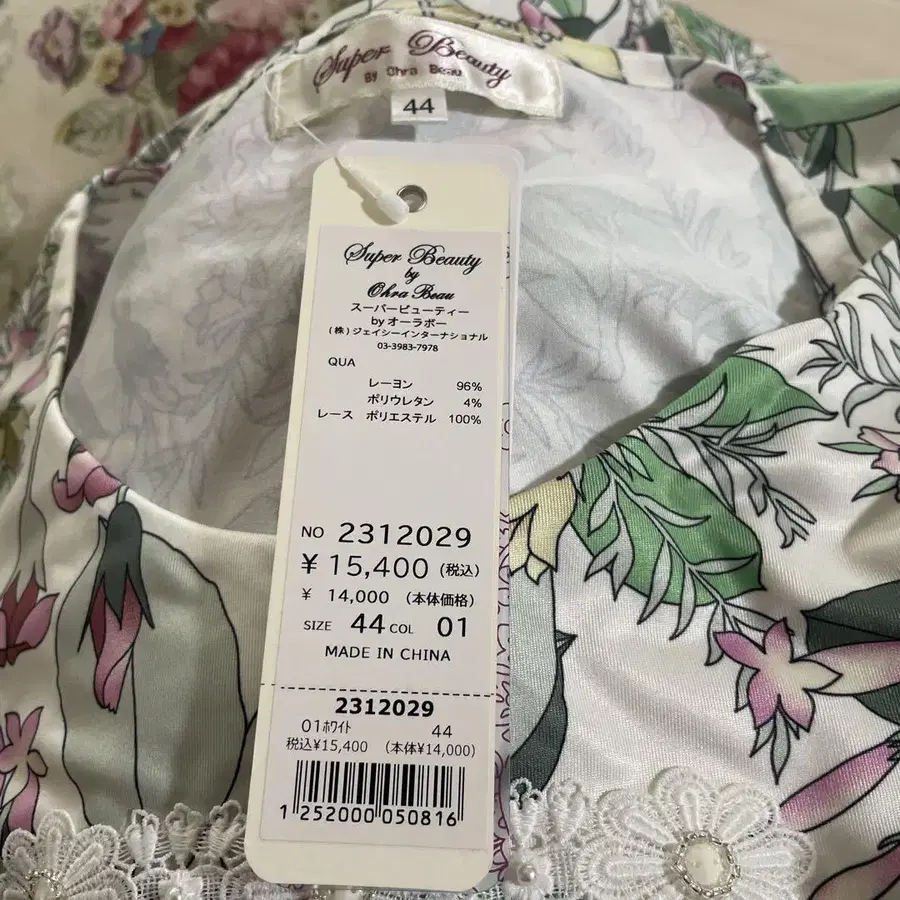 Super Beauty
By Ohra Beau
44
Super Beauty
by
Ohra Beau
スーパービューティー
byオーラボー
(株)ジェイシーインターナショナル
03-3983-7978
QUA
レーヨン 96%
ポリウレタン 4%
レース ポリエステル 100%
NO 2312029
¥ 15,400 (税込)
¥ 14,000 (本体価格)
SIZE 44 COL 01
MADE IN CHINA
2312029
01ホワイト 44
税込¥15,400 (本体¥14,000)
1 252000 050816